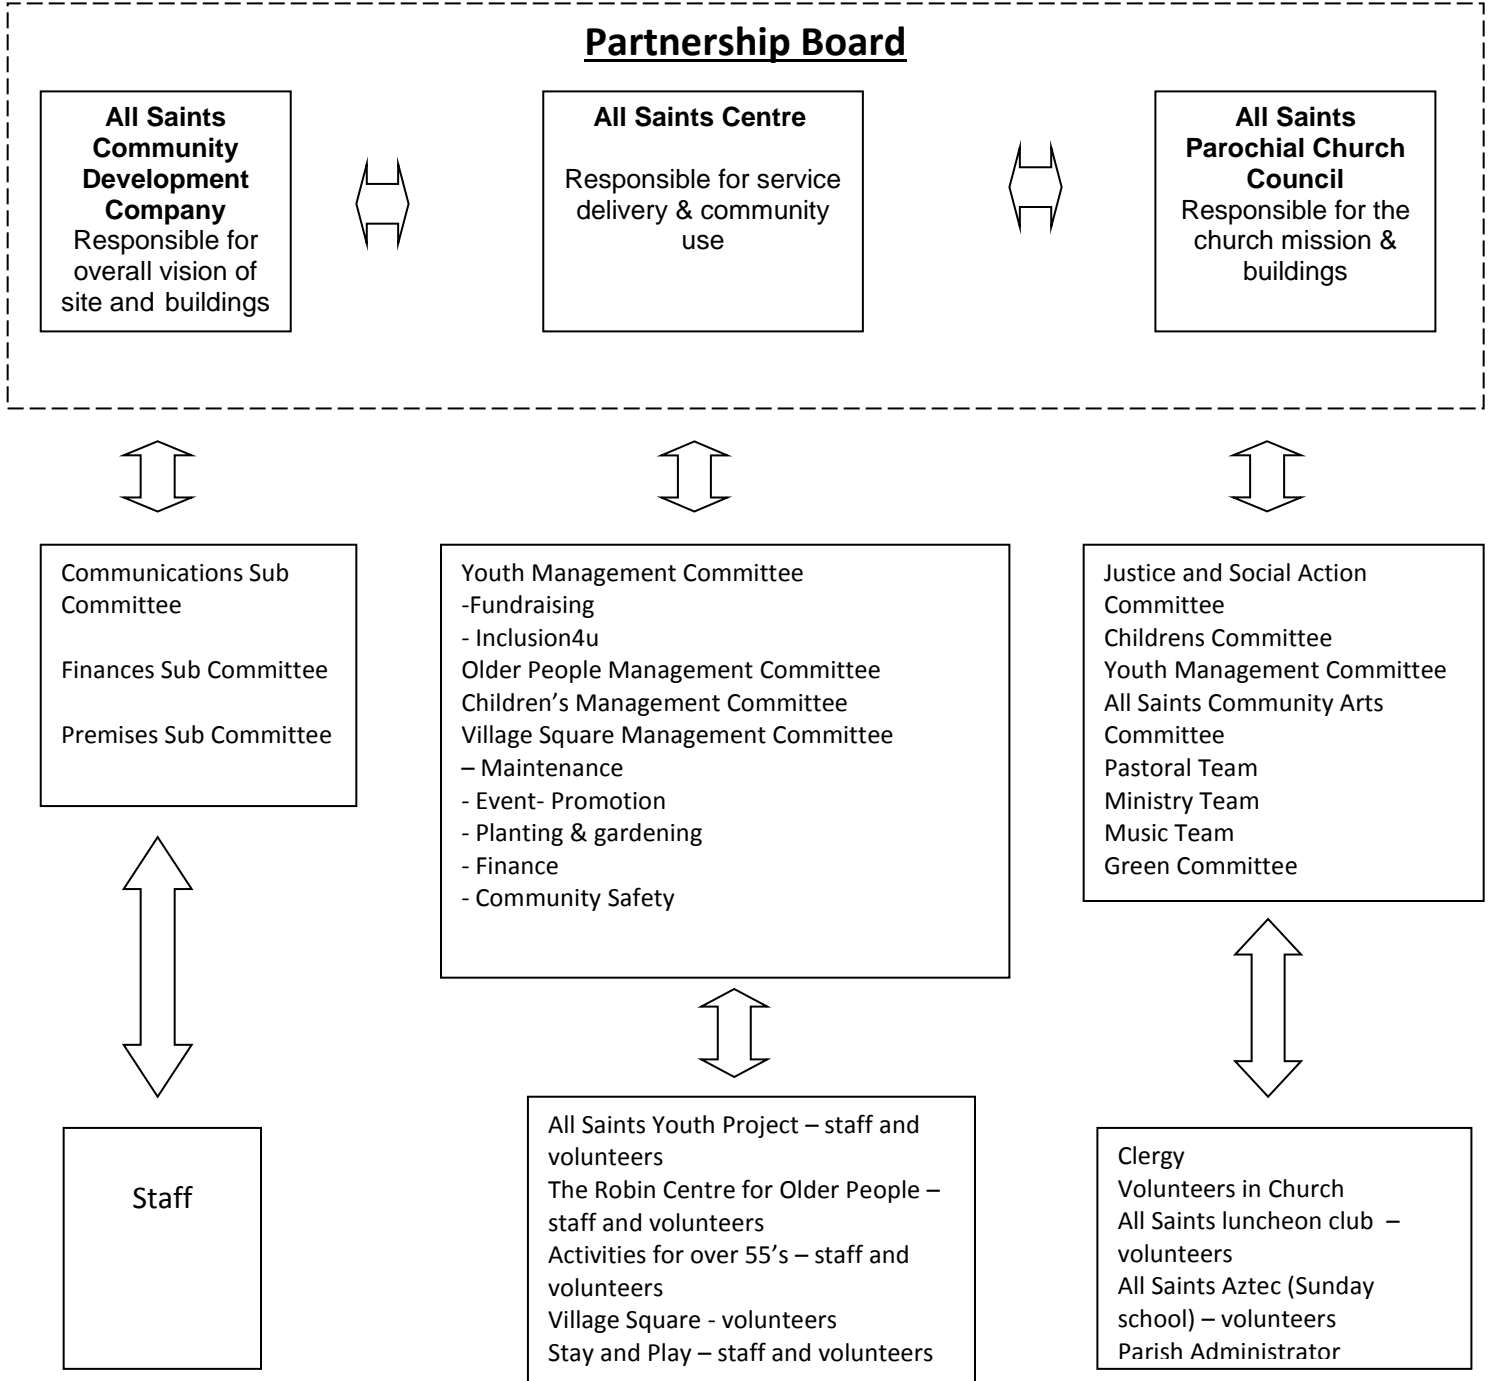 Partnership Board
All Saints
Community
Development
Company
Responsible for
overall vision of
site and buildings
All Saints Centre
Responsible for service
delivery & community
use
All Saints
Parochial Church
Council
Responsible for the
church mission &
buildings
Communications Sub
Committee
Finances Sub Committee
Premises Sub Committee
Youth Management Committee
-Fundraising
- Inclusion4u
Older People Management Committee
Children’s Management Committee
Village Square Management Committee
– Maintenance
- Event- Promotion
- Planting & gardening
- Finance
- Community Safety
Justice and Social Action
Committee
Childrens Committee
Youth Management Committee
All Saints Community Arts
Committee
Pastoral Team
Ministry Team
Music Team
Green Committee
Staff
All Saints Youth Project – staff and
volunteers
The Robin Centre for Older People –
staff and volunteers
Activities for over 55’s – staff and
volunteers
Village Square - volunteers
Stay and Play – staff and volunteers
Clergy
Volunteers in Church
All Saints luncheon club –
volunteers
All Saints Aztec (Sunday
school) – volunteers
Parish Administrator